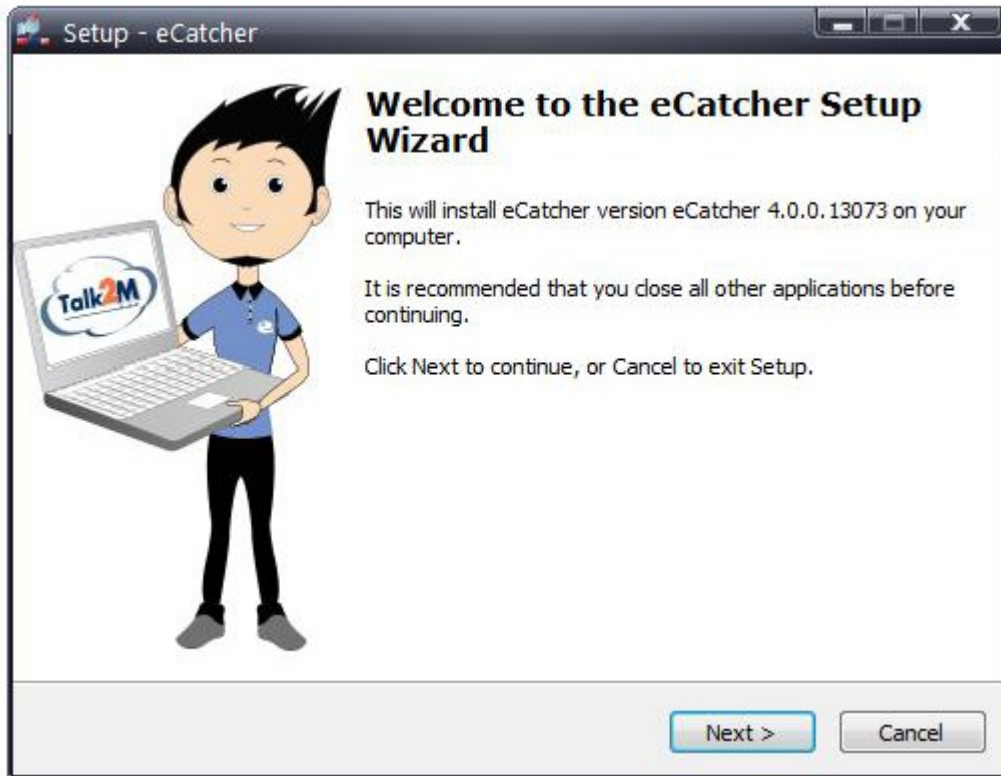 Setup - eCatcher
Welcome to the eCatcher Setup
Wizard
This will install eCatcher version eCatcher 4.0.0.13073 on your
computer.
It is recommended that you close all other applications before
continuing.
Click Next to continue, or Cancel to exit Setup.
Talk2M
Next >
Cancel